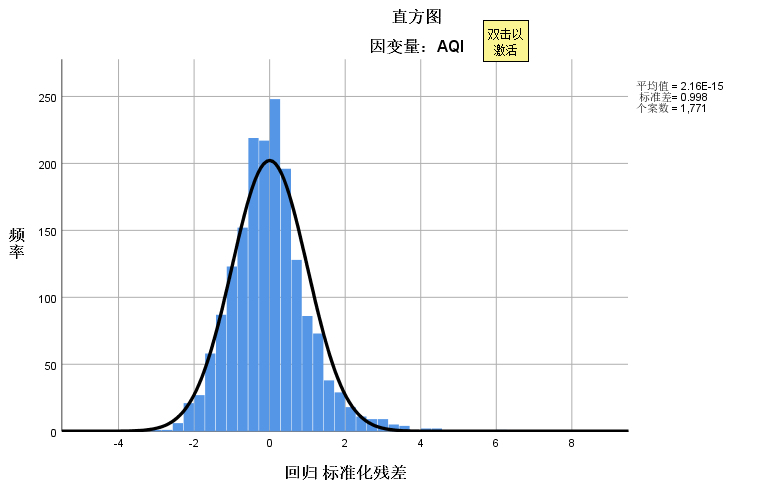 直方图
因变量：AQI
双击以
激活
平均值 = 2.16E-15
标准差= 0.998
个案数 = 1,771
频
率
250
200
150
100
50
0
-4
-2
0
2
4
6
8
回归 标准化残差